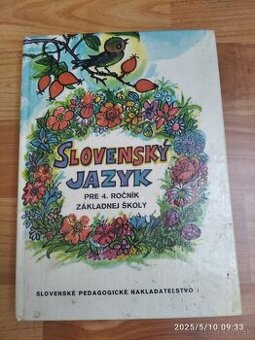 SLOVENSKÝ
JAZYK
PRE 4. ROČNÍK
ZÁKLADNEJ ŠKOLY
SLOVENSKÉ PEDAGOGICKÉ NAKLADATEĽSTVO
2025/5/10 09:33